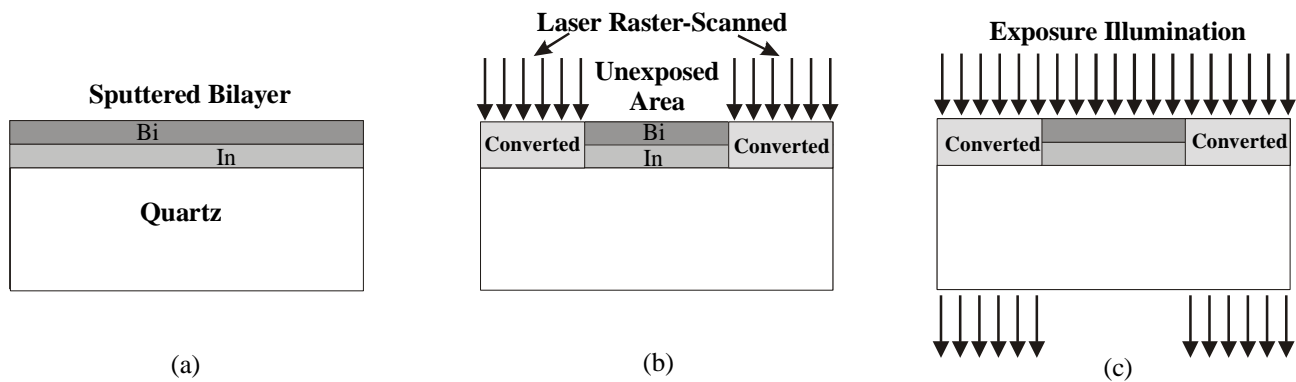 Sputtered Bilayer
Bi
In
Quartz
(a)
Laser Raster-Scanned
Unexposed
Area
Converted
Bi
In
Converted
(b)
Exposure Illumination
Converted
Converted
(c)